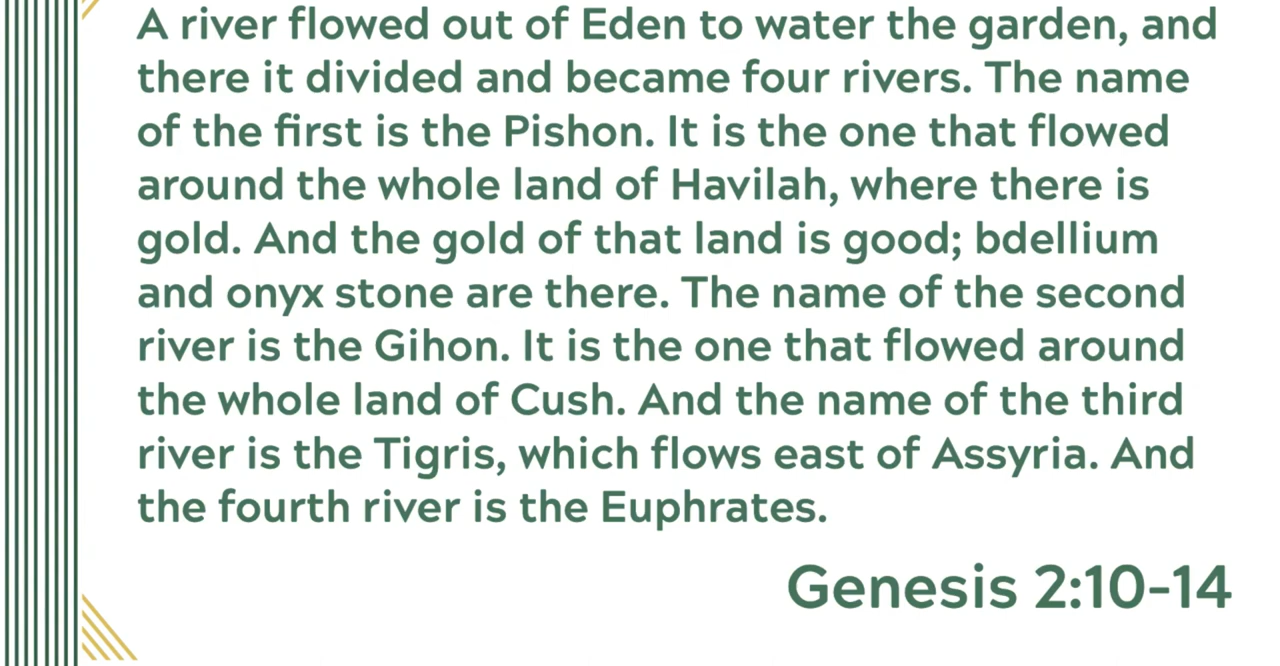 A river flowed out of Eden to water the garden, and
there it divided and became four rivers. The name
of the first is the Pishon. It is the one that flowed
around the whole land of Havilah, where there is
gold. And the gold of that land is good; bdellium
and onyx stone are there. The name of the second
river is the Gihon. It is the one that flowed around
the whole land of Cush. And the name of the third
river is the Tigris, which flows east of Assyria. And
the fourth river is the Euphrates.
Genesis 2:10-14